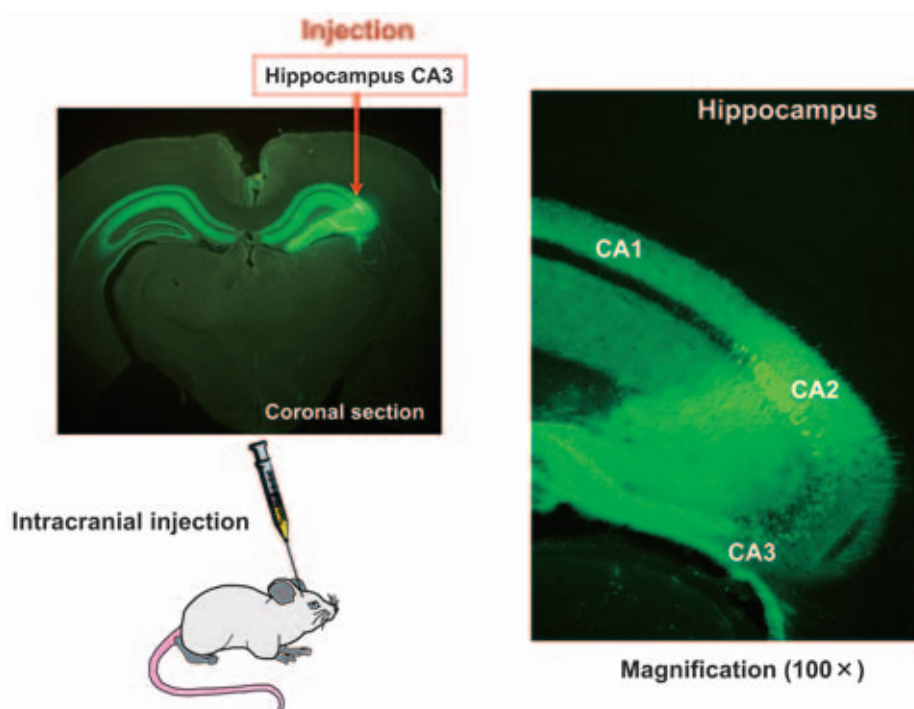 Injection
Hippocampus CA3
Hippocampus
CA1
CA2
CA3
Coronal section
Intracranial injection
Magnification (100×)